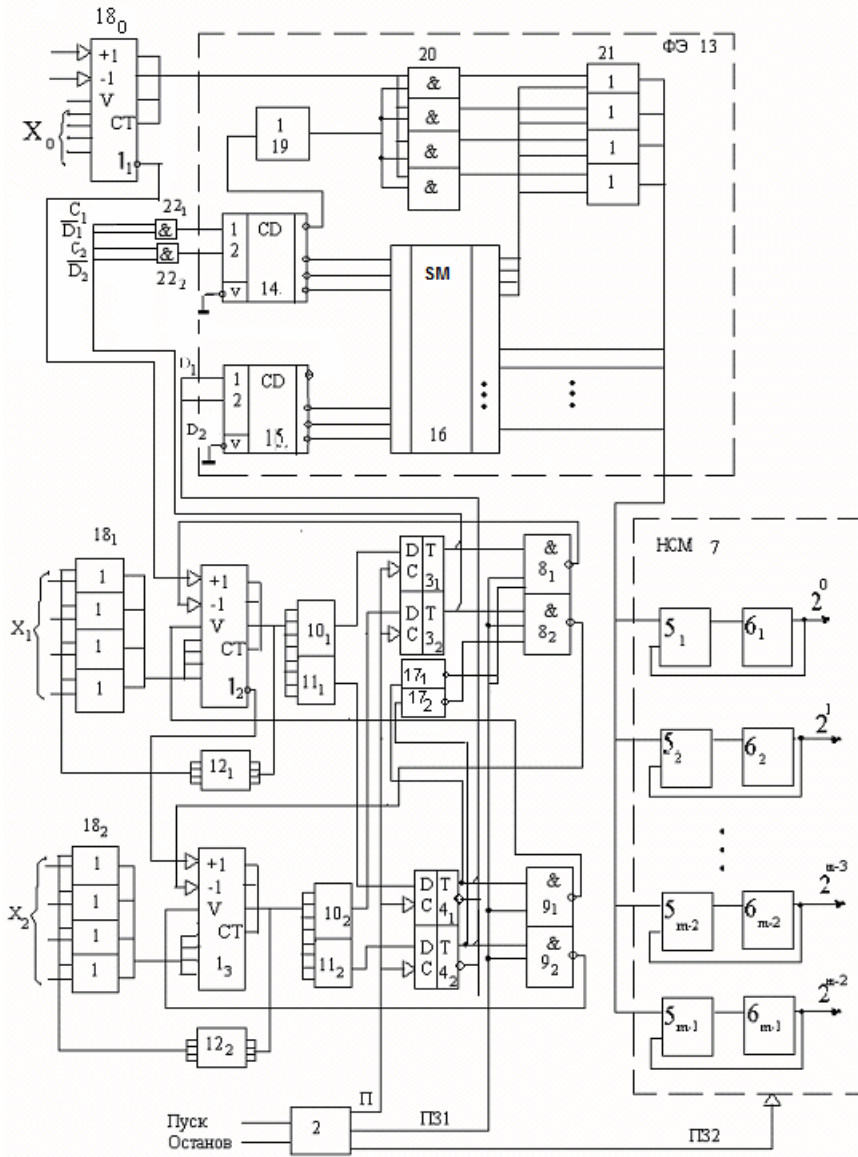 18₀
ФЭ 13
+1
-1
V
CT
X₀
1₁
20
&
&
&
&
21
1
1
1
1
1
19
C₁
D₁
C₂
D₂
22₁
&
&
22₂
1
2
CD
V
14.
SM
16
D₁
D₂
1
2
CD
V
15.
18₁
X₁
1
1
1
1
+1
-1
V
CT
1₂
10₁
11₁
12₁
D T
C 3₁
D T
C 3₂
17₁
17₂
&
8₁
&
8₂
НСМ 7
5₁
6₁
2⁰
5₂
6₂
2¹
5m-2
6m-2
2ᵐ⁻³
5m-1
6m-1
2ᵐ⁻²
18₂
X₂
1
1
1
1
+1
-1
V
CT
1₃
10₂
11₂
12₂
D T
C 4₁
D T
C 4₂
&
9₁
&
9₂
Пуск
Останов
2
П
ПЗ1
ПЗ2